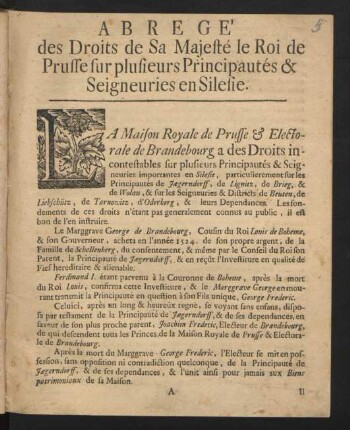 ABREGE'
des Droits de Sa Majesté le Roi de
Prusse sur plusieurs Principautés &
Seigneuries en Silesie.
LA Maison Royale de Prusse & Electo-
rale de Brandebourg a des Droits in-
contestables sur plusieurs Principautés & Seig-
neuries importantes en Silesie, particulierement sur les
Principautés de Jagerndorff, de Lignitz, de Brieg, &
de Wolau, & sur les Seigneuries & Districts de Beuten, de
Liebschütz, de Tarnowitz, d'Oderberg, & leurs Dependances. Les fon-
demens de ces droits n'étant pas generalement connus au public, il est
bon de l'en instruire.
Le Marggrave George de Brandebourg, Cousin du Roi Louis de Boheme,
& son Gouverneur, acheta en l'année 1524. de son propre argent, de la
Famille de Schellenberg, du consentement, & même par le Conseil du Roi son
Parent, la Principauté de Jagerndorff, & en reçût l'Investiture en qualité de
Fief hereditaire & alienable.
Ferdinand I. étant parvenu à la Couronne de Boheme, après la mort
du Roi Louis, confirma cette Investiture, & le Marggrave George en mou-
rant transmit la Principauté en question à son Fils unique, George Frederic.
Celuici, après un long & heureux regne, se voyant sans enfans, dispo-
sa par testament de la Principauté de Jagerndorff, & de ses dependances, en
faveur de son plus proche parent, Joachim Frederic, Electeur de Brandebourg,
de qui descendent tous les Princes, de la Maison Royale de Prusse & Electora-
le de Brandebourg.
Après la mort du Marggrave George Frederic, l'Electeur se mit en pos-
session, sans opposition ni contradiction quelconque, de la Principauté de
Jagerndorff, & de ses dependances, & l'unit ainsi pour jamais aux Biens
patrimoniaux de sa Maison.
A Il